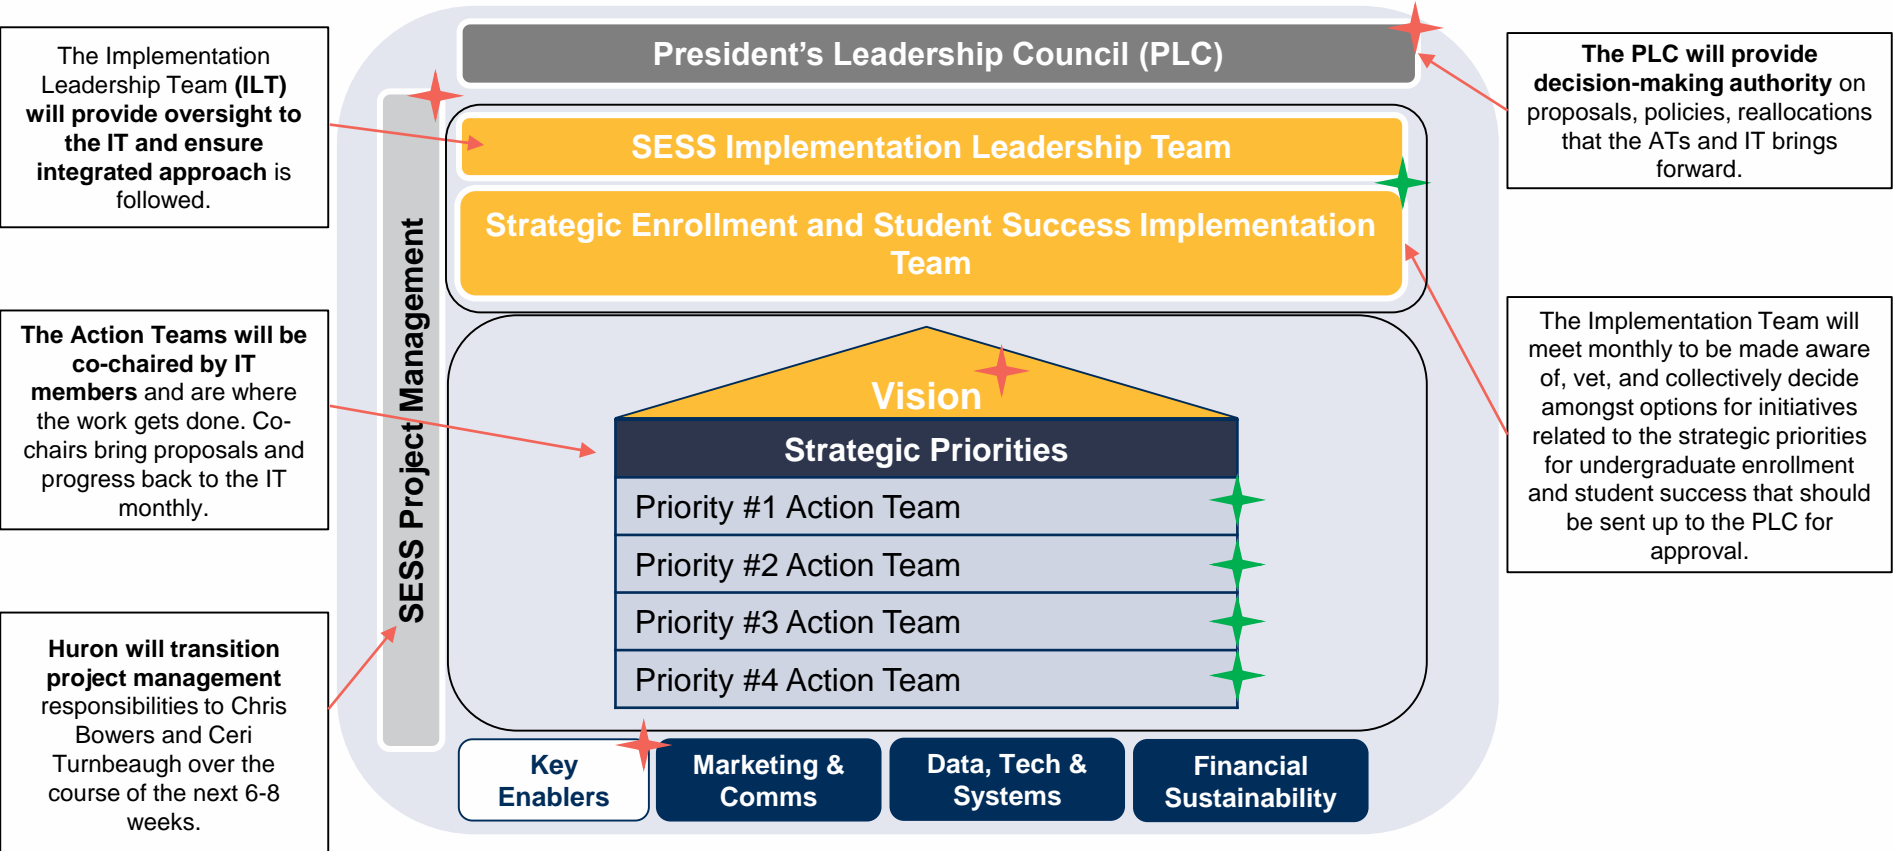 The Implementation
Leadership Team (ILT)
will provide oversight to
the IT and ensure
integrated approach is
followed.
The Action Teams will be
co-chaired by IT
members and are where
the work gets done. Co-
chairs bring proposals and
progress back to the IT
monthly.
Huron will transition
project management
responsibilities to Chris
Bowers and Ceri
Turnbeaugh over the
course of the next 6-8
weeks.
SESS Project Management
President’s Leadership Council (PLC)
SESS Implementation Leadership Team
Strategic Enrollment and Student Success Implementation
Team
Vision
Strategic Priorities
Priority #1 Action Team
Priority #2 Action Team
Priority #3 Action Team
Priority #4 Action Team
Key
Enablers
Marketing &
Comms
Data, Tech &
Systems
Financial
Sustainability
The PLC will provide
decision-making authority on
proposals, policies, reallocations
that the ATs and IT brings
forward.
The Implementation Team will
meet monthly to be made aware
of, vet, and collectively decide
amongst options for initiatives
related to the strategic priorities
for undergraduate enrollment
and student success that should
be sent up to the PLC for
approval.